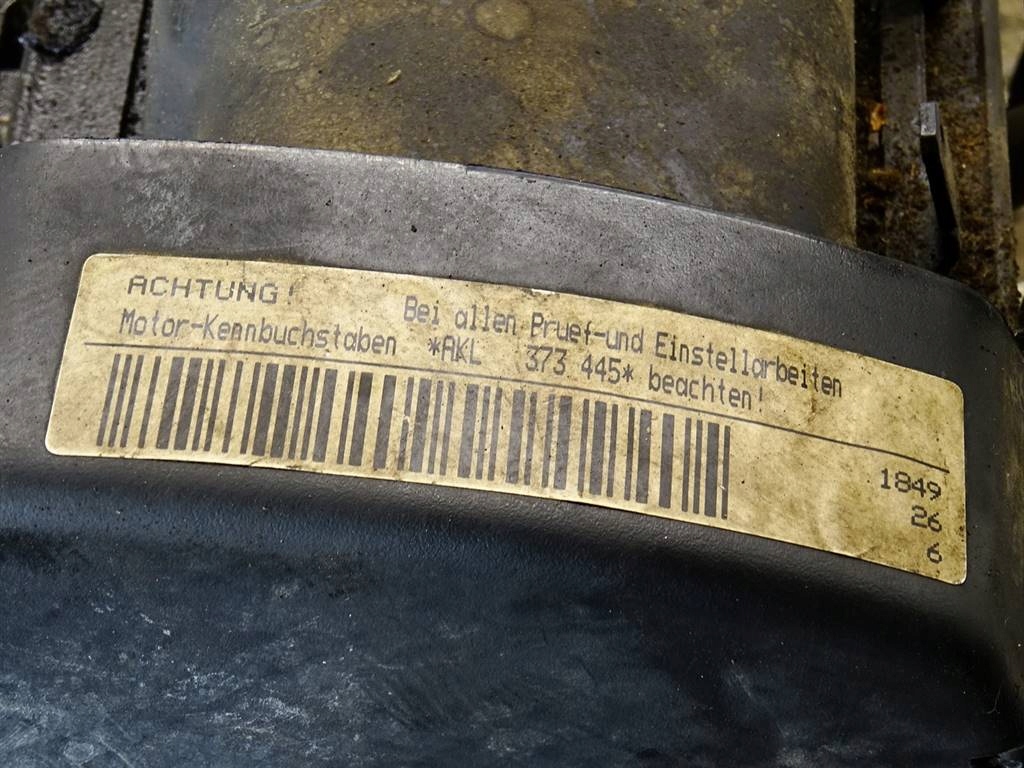 ACHTUNG! Bei allen Pruef-und Einstellarbeiten
Motor-Kennbuchstaben *AKL 373 445* beachten!
1849
26
6